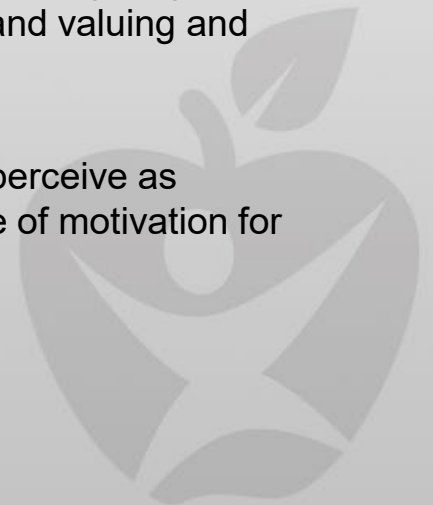 and valuing and
perceive as
e of motivation for